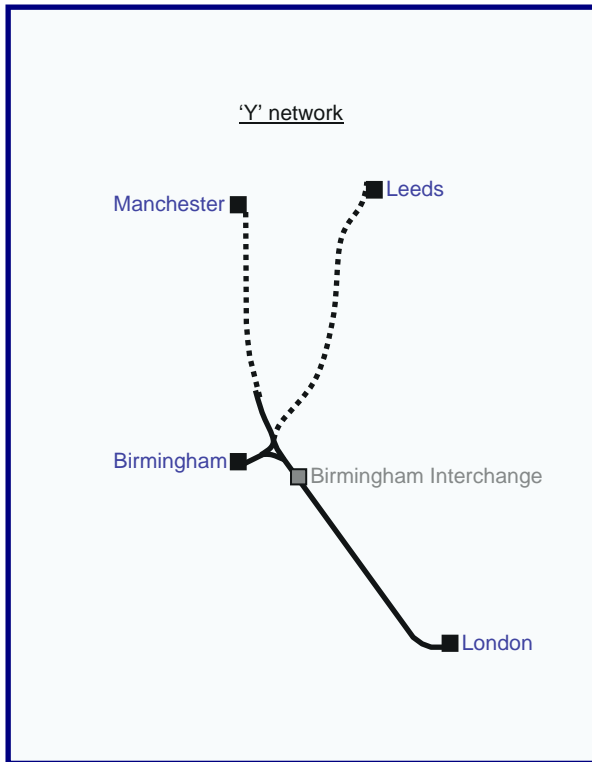 ‘Y’ network
Manchester
Leeds
Birmingham
Birmingham Interchange
London